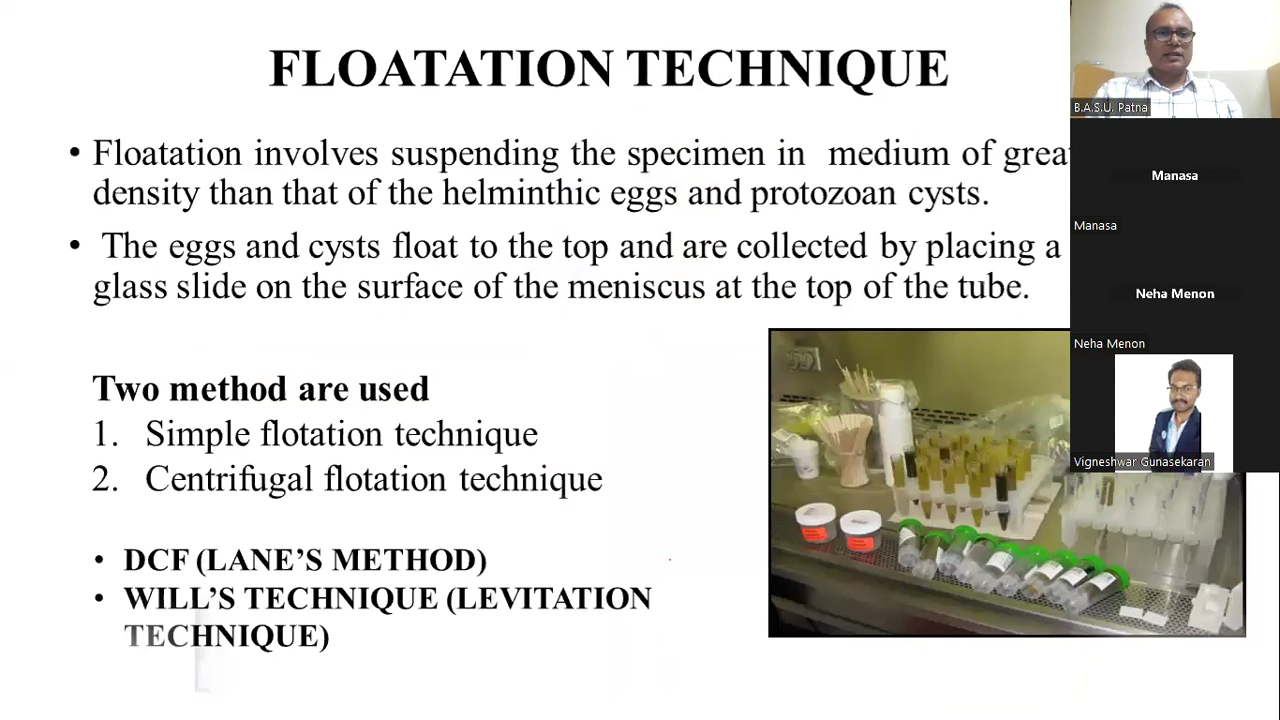 FLOATATION TECHNIQUE
• Floatation involves suspending the specimen in medium of
density than that of the helminthic eggs and protozoan cysts.
• The eggs and cysts float to the top and are collected by placing a
glass slide on the surface of the meniscus at the top of the tube.
Two method are used
1. Simple flotation technique
2. Centrifugal flotation technique
• DCF (LANE’S METHOD)
• WILL’S TECHNIQUE (LEVITATION
TECHNIQUE)
B.A.S.U. Patna
Manasa
Manasa
Neha Menon
Neha Menon
Vigneshwar Gunasekaran